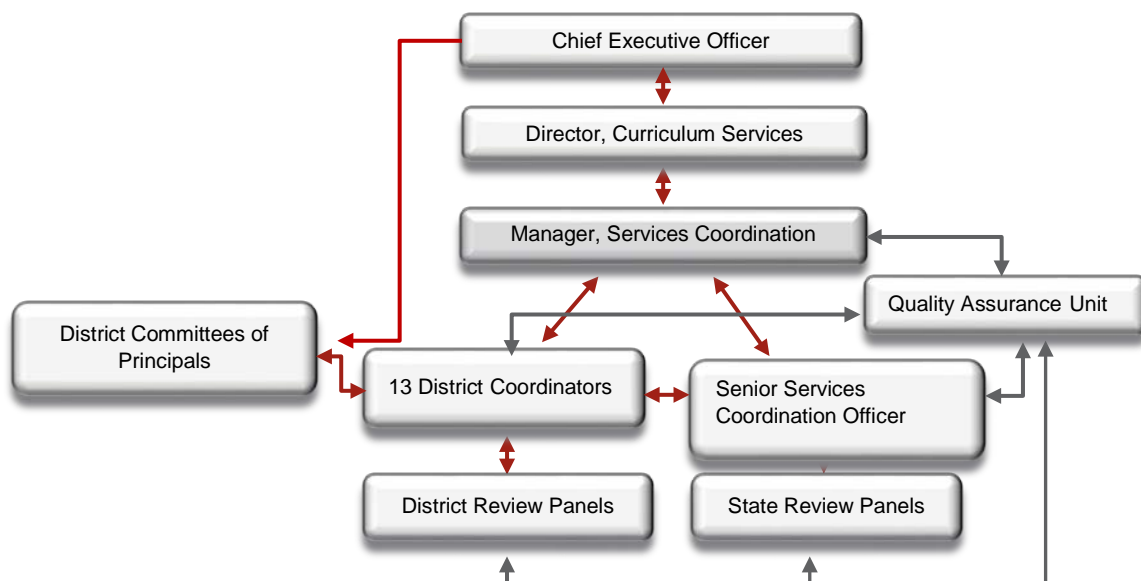 Chief Executive Officer
Director, Curriculum Services
Manager, Services Coordination
Quality Assurance Unit
District Committees of
Principals
13 District Coordinators
Senior Services
Coordination Officer
District Review Panels
State Review Panels